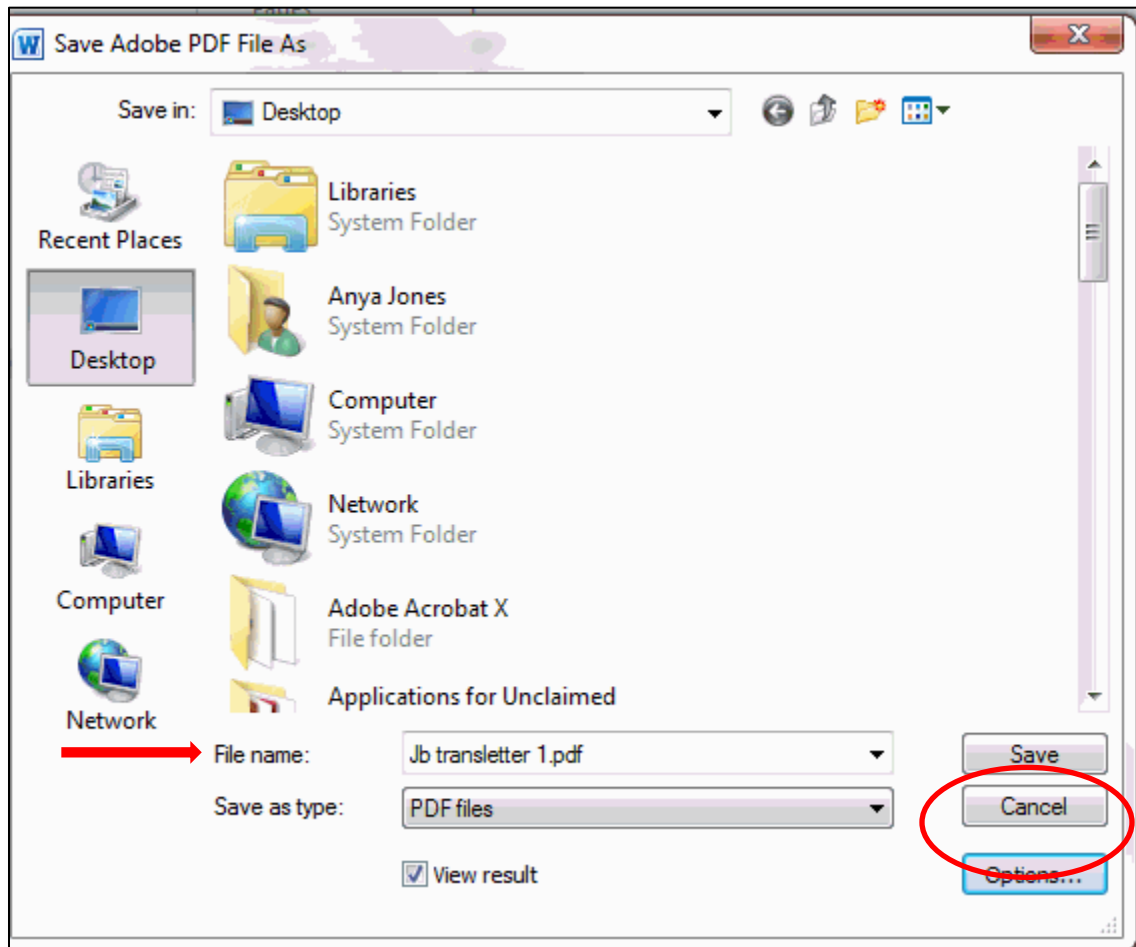 Save Adobe PDF File As
Save in:
Desktop
Recent Places
Desktop
Libraries
Computer
Network
Libraries
System Folder
Anya Jones
System Folder
Computer
System Folder
Network
System Folder
Adobe Acrobat X
File folder
Applications for Unclaimed
File name:
Jb transletter 1.pdf
Save
Save as type:
PDF files
Cancel
View result
Options...